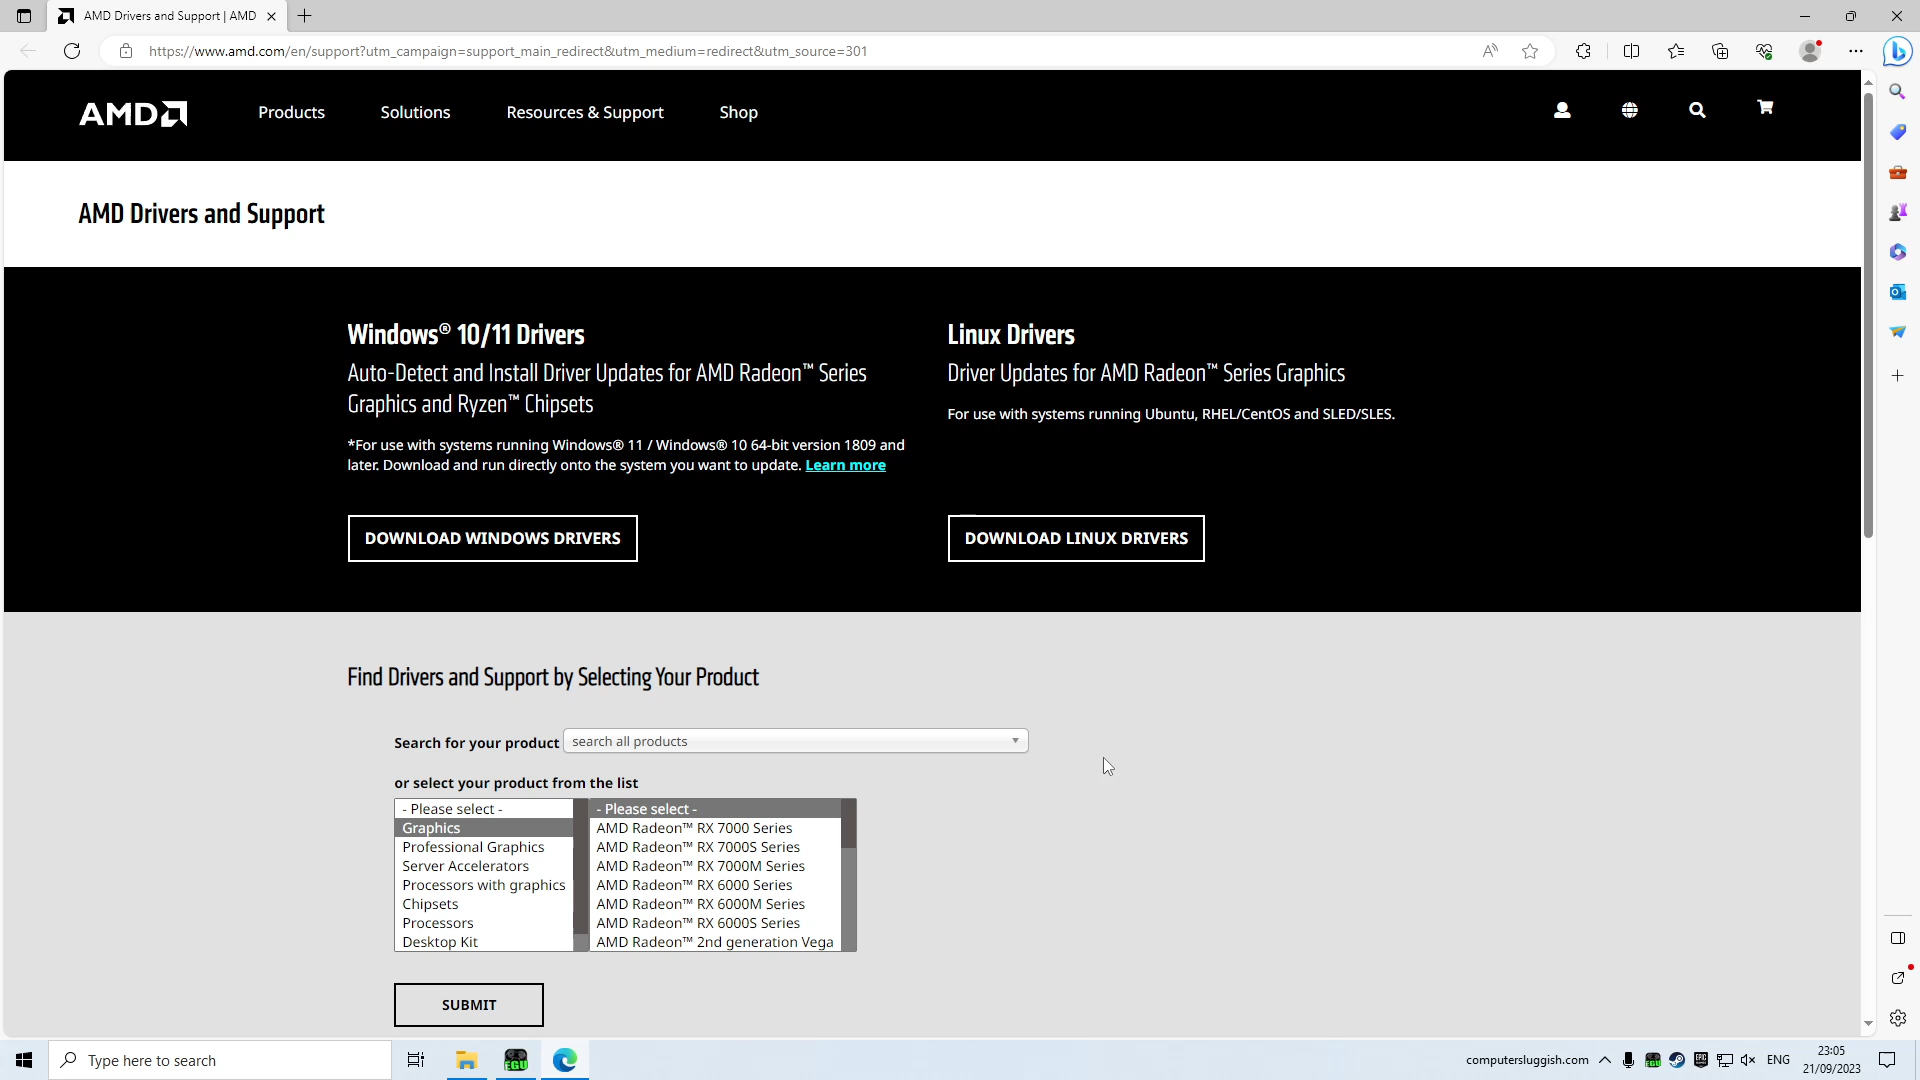 AMD Drivers and Support | AMD
https://www.amd.com/en/support?utm_campaign=support_main_redirect&utm_medium=redirect&utm_source=301
AMD
Products
Solutions
Resources & Support
Shop
AMD Drivers and Support
Windows® 10/11 Drivers
Auto-Detect and Install Driver Updates for AMD Radeon™ Series
Graphics and Ryzen™ Chipsets
*For use with systems running Windows® 11 / Windows® 10 64-bit version 1809 and
later. Download and run directly onto the system you want to update. Learn more
DOWNLOAD WINDOWS DRIVERS
Linux Drivers
Driver Updates for AMD Radeon™ Series Graphics
For use with systems running Ubuntu, RHEL/CentOS and SLED/SLES.
DOWNLOAD LINUX DRIVERS
Find Drivers and Support by Selecting Your Product
Search for your product
search all products
or select your product from the list
- Please select -
Graphics
Professional Graphics
Server Accelerators
Processors with graphics
Chipsets
Processors
Desktop Kit
- Please select -
AMD Radeon™ RX 7000 Series
AMD Radeon™ RX 7000S Series
AMD Radeon™ RX 7000M Series
AMD Radeon™ RX 6000 Series
AMD Radeon™ RX 6000M Series
AMD Radeon™ RX 6000S Series
AMD Radeon™ 2nd generation Vega
SUBMIT
Type here to search
EGU
computersluggish.com
EGU
EPIC
ENG
23:05
21/09/2023